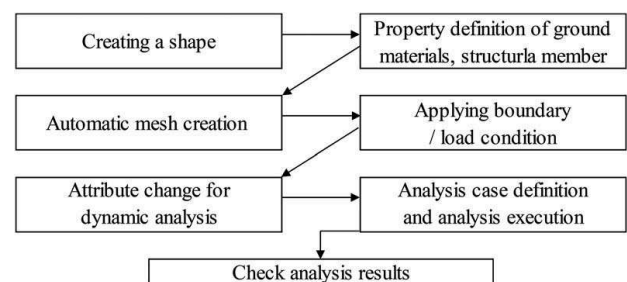 Creating a shape
Property definition of ground
materials, structurla member
Automatic mesh creation
Applying boundary
/ load condition
Attribute change for
dynamic analysis
Analysis case definition
and analysis execution
Check analysis results